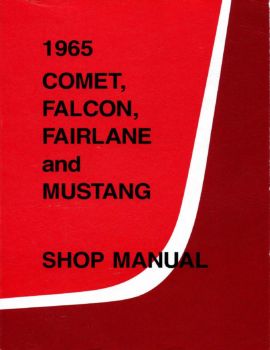 1965
COMET,
FALCON,
FAIRLANE
and
MUSTANG
SHOP MANUAL